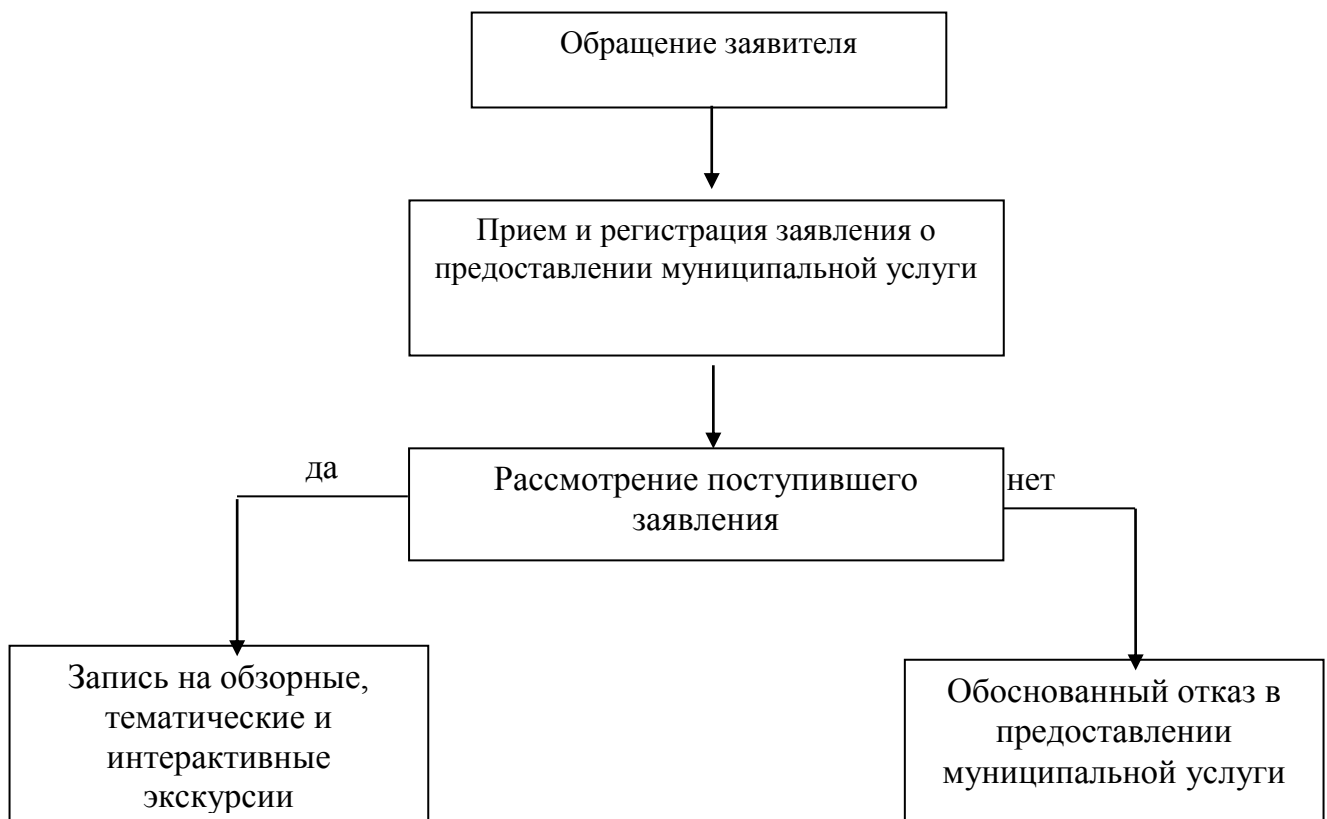 Обращение заявителя
Прием и регистрация заявления о
предоставлении муниципальной услуги
да
Рассмотрение поступившего
заявления
нет
Запись на обзорные,
тематические и
интерактивные
экскурсии
Обоснованный отказ в
предоставлении
муниципальной услуги